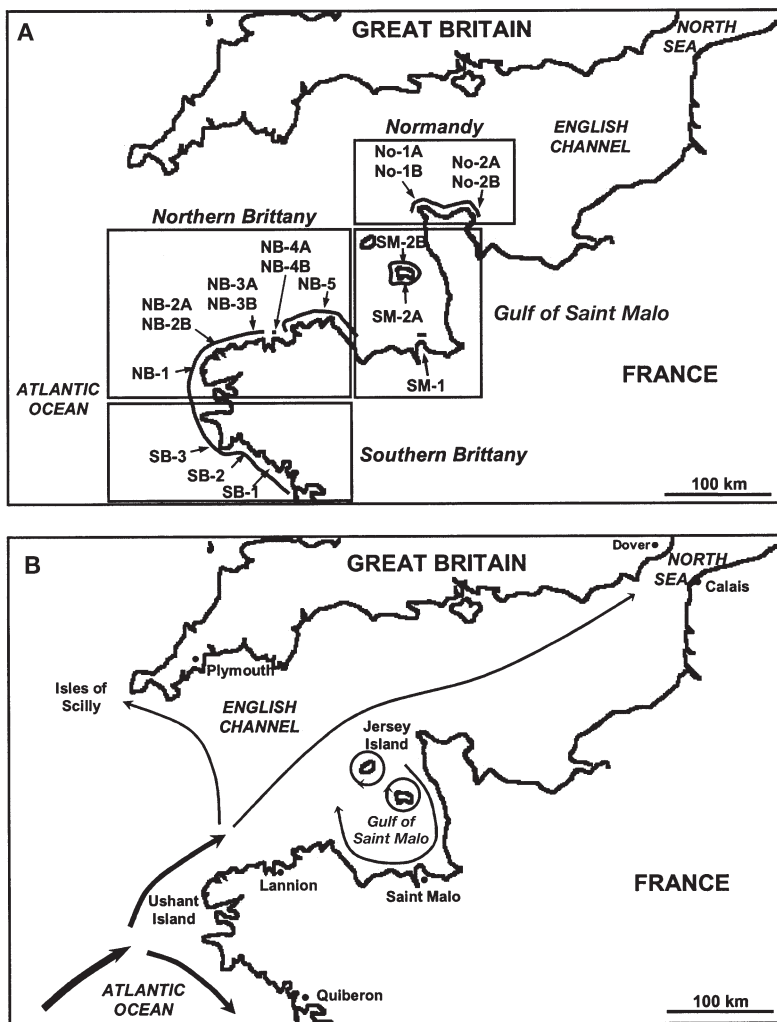 A
GREAT BRITAIN
NORTH
SEA
Normandy
ENGLISH
CHANNEL
No-1A
No-1B
No-2A
No-2B
Northern Brittany
NB-4A
NB-4B
NB-3A
NB-3B
NB-5
NB-2A
NB-2B
NB-1
SM-2B
SM-2A
SM-1
Gulf of Saint Malo
FRANCE
ATLANTIC
OCEAN
SB-3
SB-2
SB-1
Southern Brittany
100 km
B
GREAT BRITAIN
Dover
NORTH
SEA
Calais
Plymouth
Isles of
Scilly
ENGLISH
CHANNEL
Jersey
Island
Gulf of
Saint Malo
Lannion
Saint Malo
FRANCE
Ushant
Island
Quiberon
ATLANTIC
OCEAN
100 km